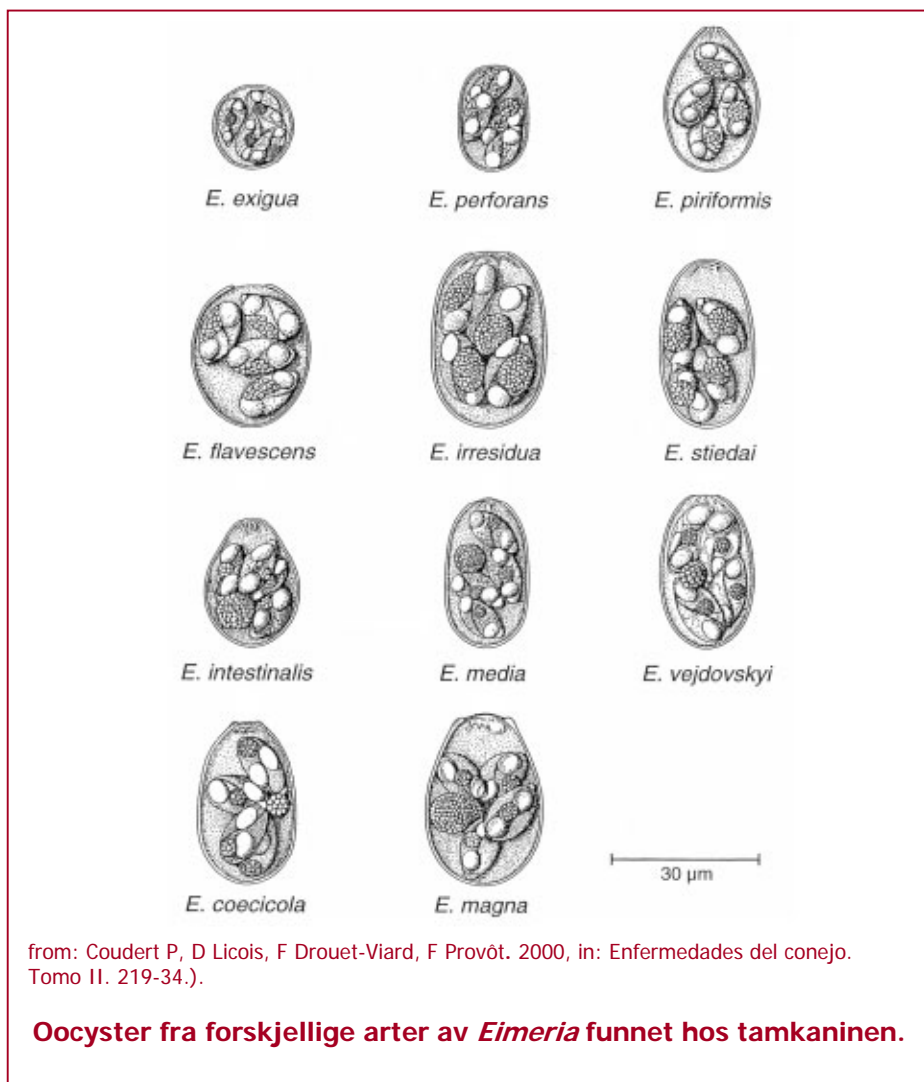 E. exigua E. perforans E. piriformis
E. flavescens E. irresidua E. stiedai
E. intestinalis E. media E. vejdovskyi
30 µm
E. coecicola E. magna
from: Coudert P, D Licois, F Drouet-Viard, F Provôt. 2000, in: Enfermedades del conejo.
Tomo II. 219-34.).
Oocyster fra forskjellige arter av Eimeria funnet hos tamkaninen.